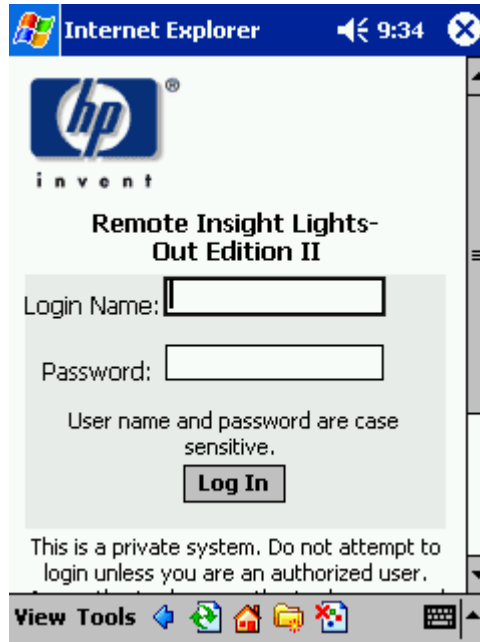 Internet Explorer 9:34
hp
®
invent
Remote Insight Lights-
Out Edition II
Login Name:
Password:
User name and password are case
sensitive.
Log In
This is a private system. Do not attempt to
login unless you are an authorized user.
View Tools